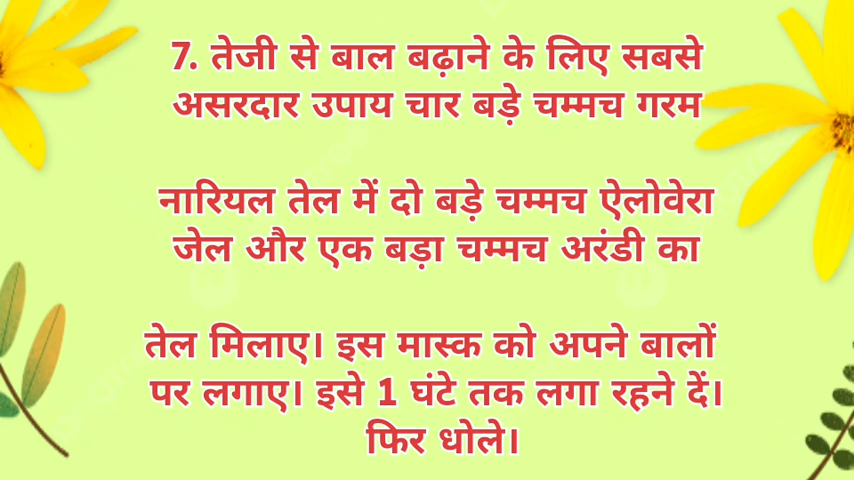 7. तेजी से बाल बढ़ाने के लिए सबसे
असरदार उपाय चार बड़े चम्मच गरम
नारियल तेल में दो बड़े चम्मच ऐलोवेरा
जेल और एक बड़ा चम्मच अरंडी का
तेल मिलाए। इस मास्क को अपने बालों
पर लगाए। इसे 1 घंटे तक लगा रहने दें।
फिर धोले।